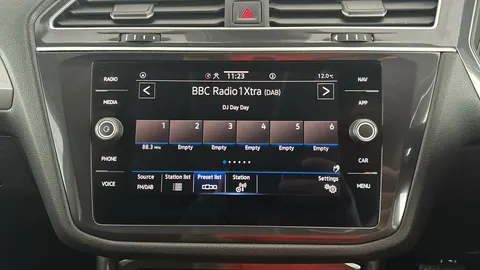 RADIO
MEDIA
PHONE
VOICE
11:23
12.0°C
BBC Radio1Xtra (DAB)
DJ Day Day
1 2 3 4 5 6
88.3 MHz Empty Empty Empty Empty Empty
Source Station list Preset list Station Settings
FM/DAB
NAV
APP
CAR
MENU